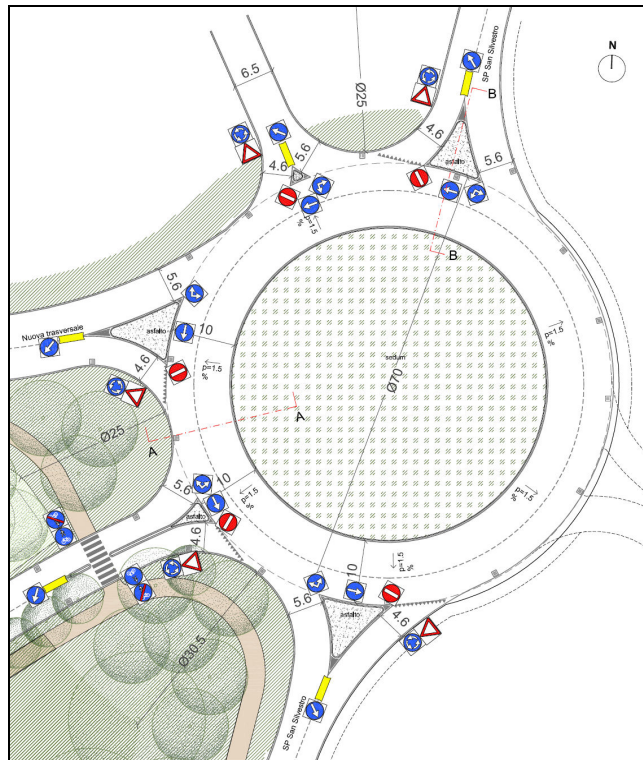 N
SP San Silvestro
B
6.5
Ø25
4.6
5.6
asfalto
4.6
5.6
p=1.5
%
B
5.6
Nuova trasversale
asfalto
10
4.6
p=1.5
%
sedum
p=1.5
%
Ø70
A
A
Ø25
10
5.6
p=1.5
%
asfalto
4.6
p=1.5
%
10
p=1.5
%
5.6
asfalto
4.6
Ø30.5
SP San Silvestro